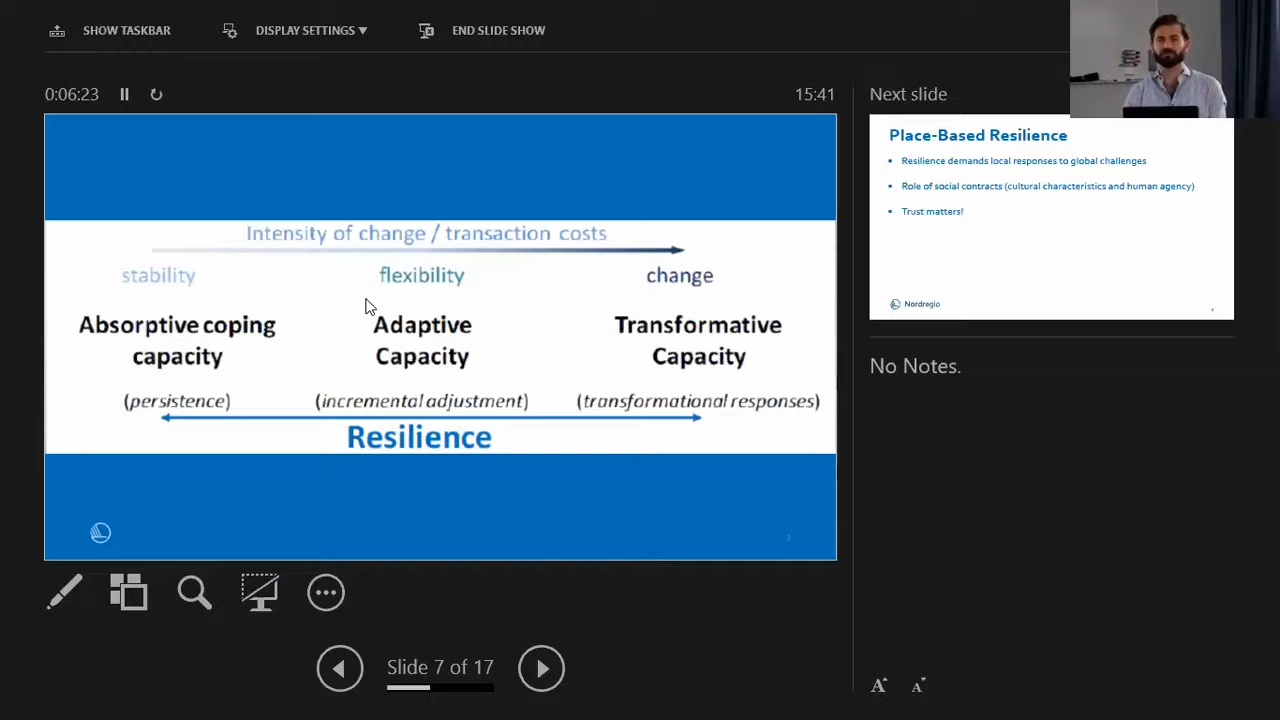 SHOW TASKBAR
DISPLAY SETTINGS ▼
END SLIDE SHOW
0:06:23
15:41
Next slide
Intensity of change / transaction costs
stability flexibility change
Absorptive coping capacity
Adaptive Capacity
Transformative Capacity
(persistence) (incremental adjustment) (transformational responses)
Resilience
7
Place-Based Resilience
▪ Resilience demands local responses to global challenges
▪ Role of social contracts (cultural characteristics and human agency)
▪ Trust matters!
Nordregio
No Notes.
Slide 7 of 17
A A